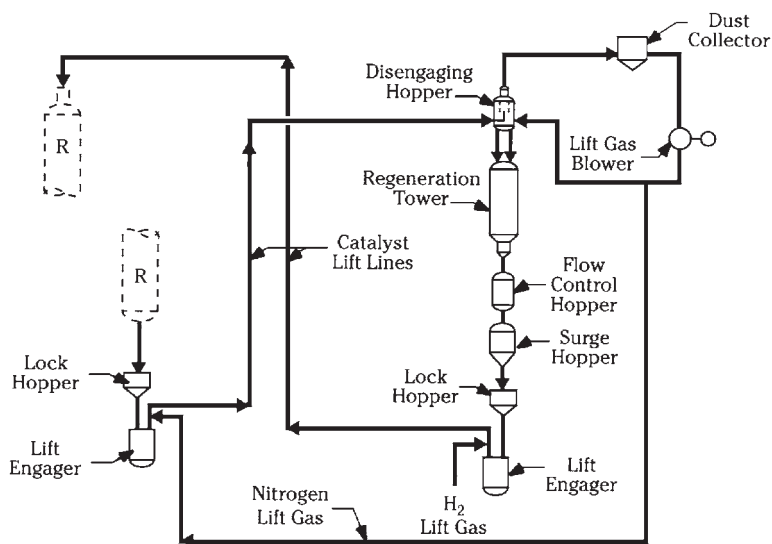 Dust
Collector
Disengaging
Hopper
R
Lift Gas
Blower
Regeneration
Tower
R
Catalyst
Lift Lines
Flow
Control
Hopper
Surge
Hopper
Lock
Hopper
Lock
Hopper
Lift
Engager
Lift
Engager
Nitrogen
Lift Gas
H2
Lift Gas